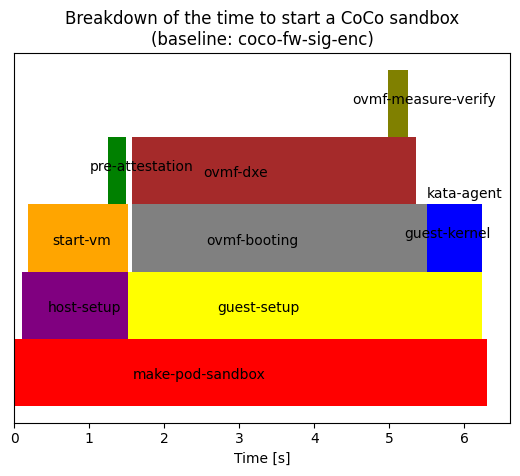 Breakdown of the time to start a CoCo sandbox
(baseline: coco-fw-sig-enc)
ovmf-measure-verify
pre-attestation
ovmf-dxe
kata-agent
start-vm
ovmf-booting
guest-kernel
host-setup
guest-setup
make-pod-sandbox
0 1 2 3 4 5 6
Time [s]